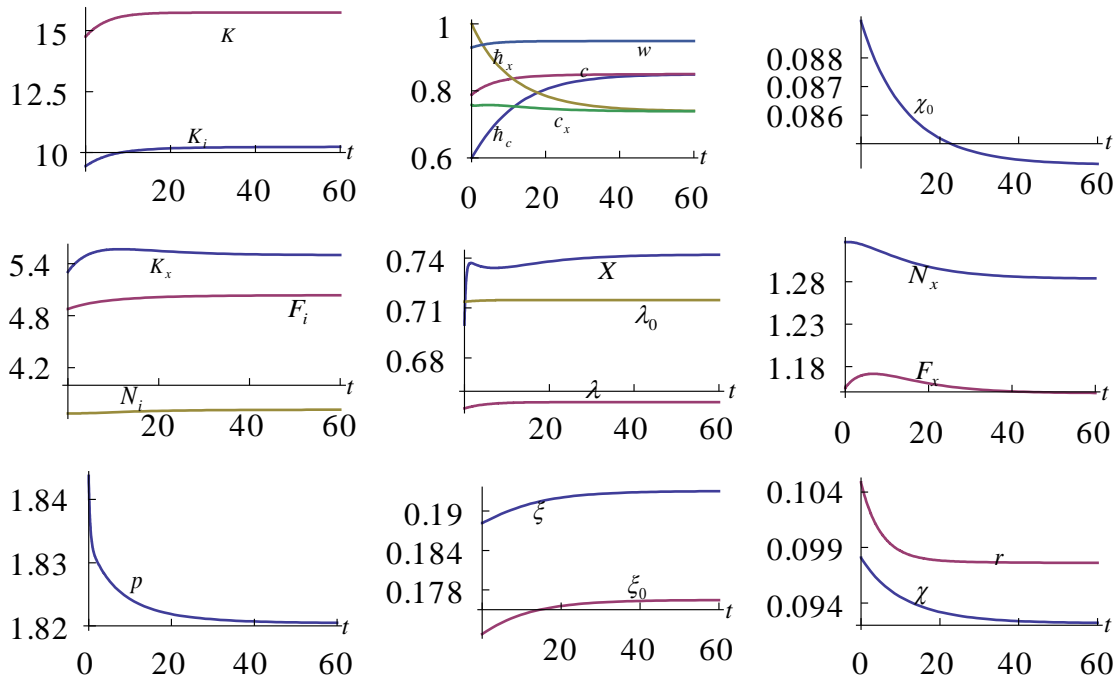 15
K
12.5
K_i
10
t
20 40 60
1
ħ_x c w
0.8
c_x
ħ_c
0.6
t
0 20 40 60
0.088
0.087
0.086
χ_0
t
20 40 60
5.4
K_x
4.8
F_i
4.2
N_i
t
20 40 60
0.74
X
0.71
λ_0
0.68
λ
t
20 40 60
1.28
N_x
1.23
1.18
F_x
t
0 20 40 60
1.84
1.83
p
1.82
t
0 20 40 60
0.19
ξ
0.184
0.178
ξ_0
t
20 40 60
0.104
0.099
r
0.094
χ
t
0 20 40 60